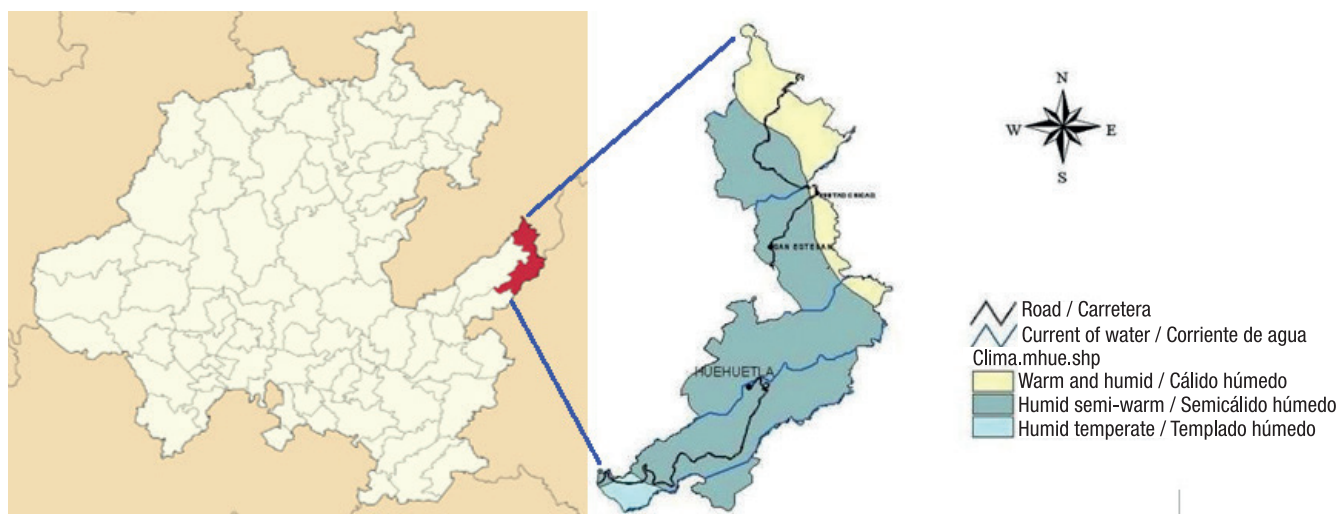 N
W E
S
SAN ESTEBAN
HUEHUETLA
Road / Carretera
Current of water / Corriente de agua
Clima.mhue.shp
Warm and humid / Cálido húmedo
Humid semi-warm / Semicálido húmedo
Humid temperate / Templado húmedo